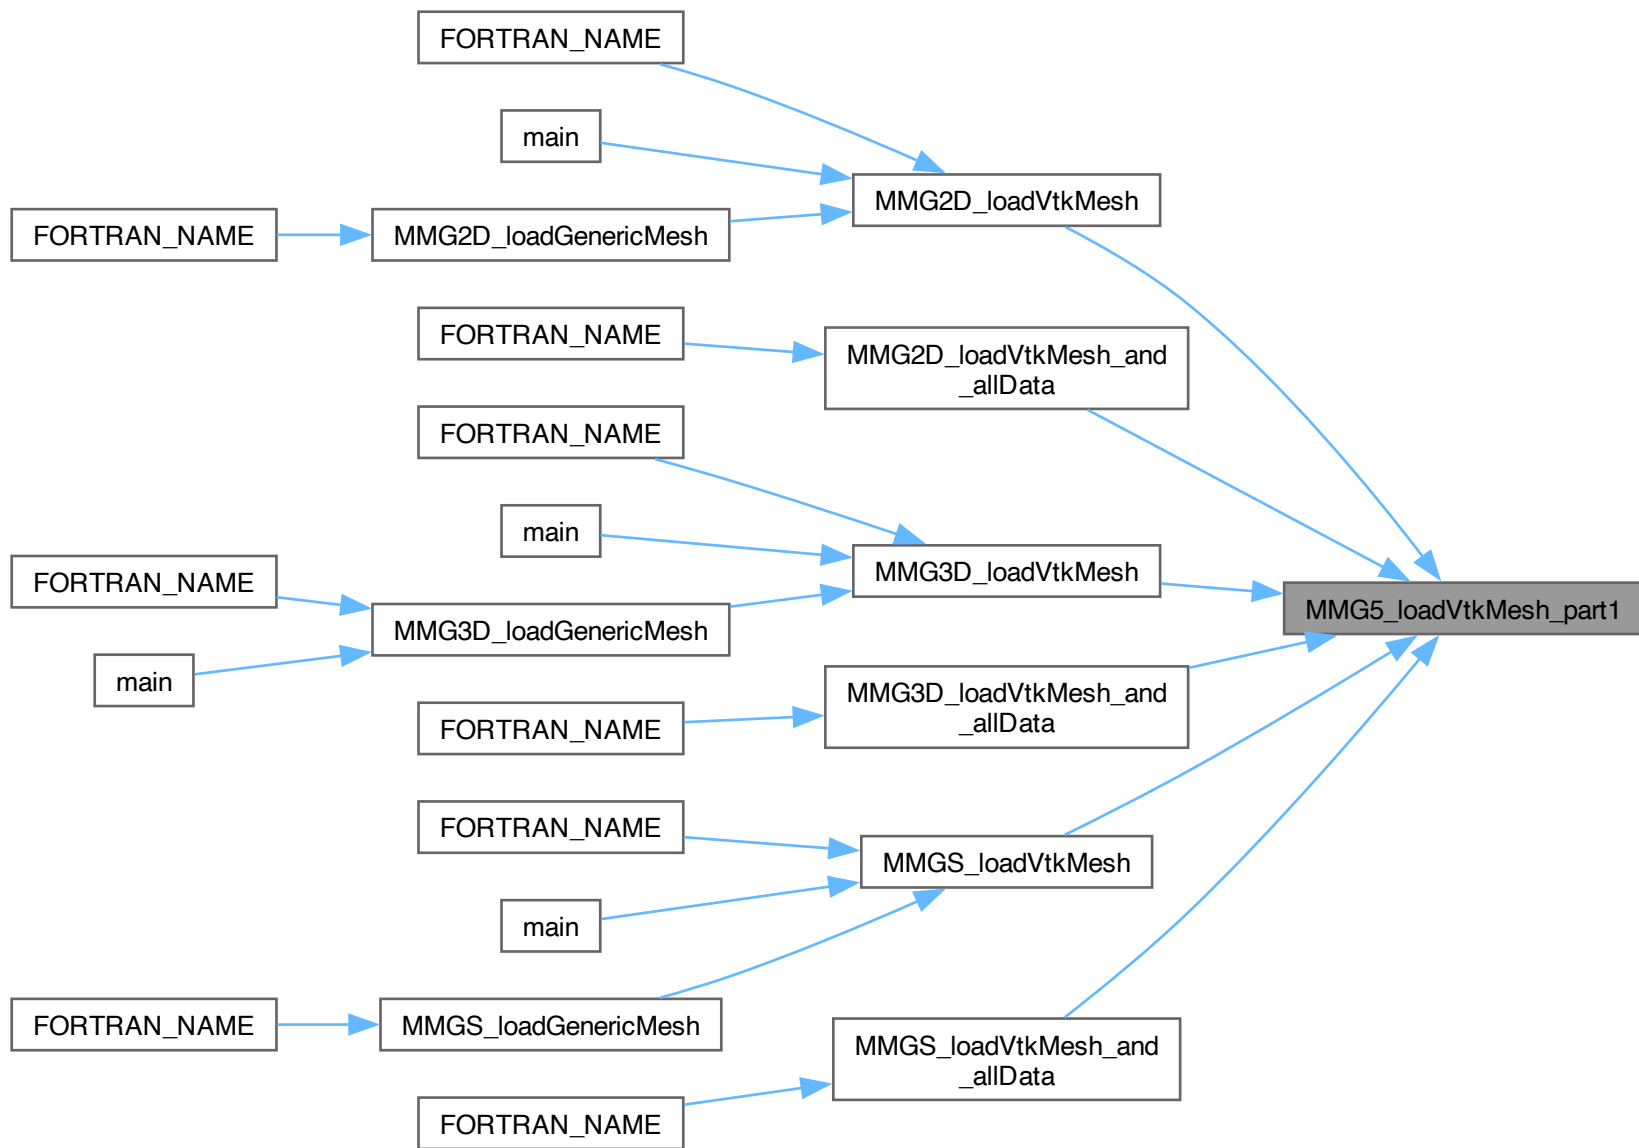 FORTRAN_NAME
main
MMG2D_loadVtkMesh
FORTRAN_NAME
MMG2D_loadGenericMesh
FORTRAN_NAME
MMG2D_loadVtkMesh_and
_allData
FORTRAN_NAME
main
MMG3D_loadVtkMesh
FORTRAN_NAME
MMG5_loadVtkMesh_part1
MMG3D_loadGenericMesh
main
MMG3D_loadVtkMesh_and
_allData
FORTRAN_NAME
FORTRAN_NAME
MMGS_loadVtkMesh
main
FORTRAN_NAME
MMGS_loadGenericMesh
MMGS_loadVtkMesh_and
_allData
FORTRAN_NAME